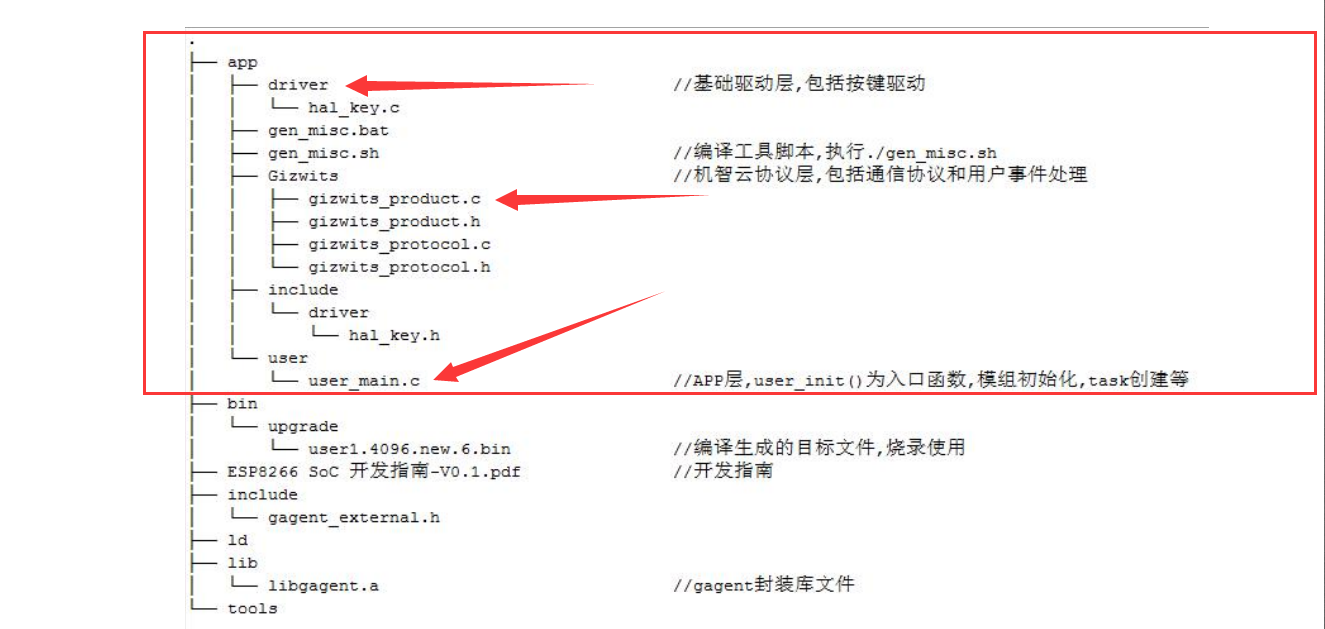 .
├── app
│   ├── driver //基础驱动层,包括按键驱动
│   │   └── hal_key.c
│   ├── gen_misc.bat
│   ├── gen_misc.sh //编译工具脚本,执行./gen_misc.sh
│   ├── Gizwits //机智云协议层,包括通信协议和用户事件处理
│   │   ├── gizwits_product.c
│   │   ├── gizwits_product.h
│   │   ├── gizwits_protocol.c
│   │   └── gizwits_protocol.h
│   ├── include
│   │   └── driver
│   │       └── hal_key.h
│   └── user
│       └── user_main.c //APP层,user_init()为入口函数,模组初始化,task创建等
├── bin
│   └── upgrade
│       └── user1.4096.new.6.bin //编译生成的目标文件,烧录使用
├── ESP8266 SoC 开发指南-V0.1.pdf //开发指南
├── include
│   └── gagent_external.h
├── ld
├── lib
│   └── libgagent.a //gagent封装库文件
└── tools